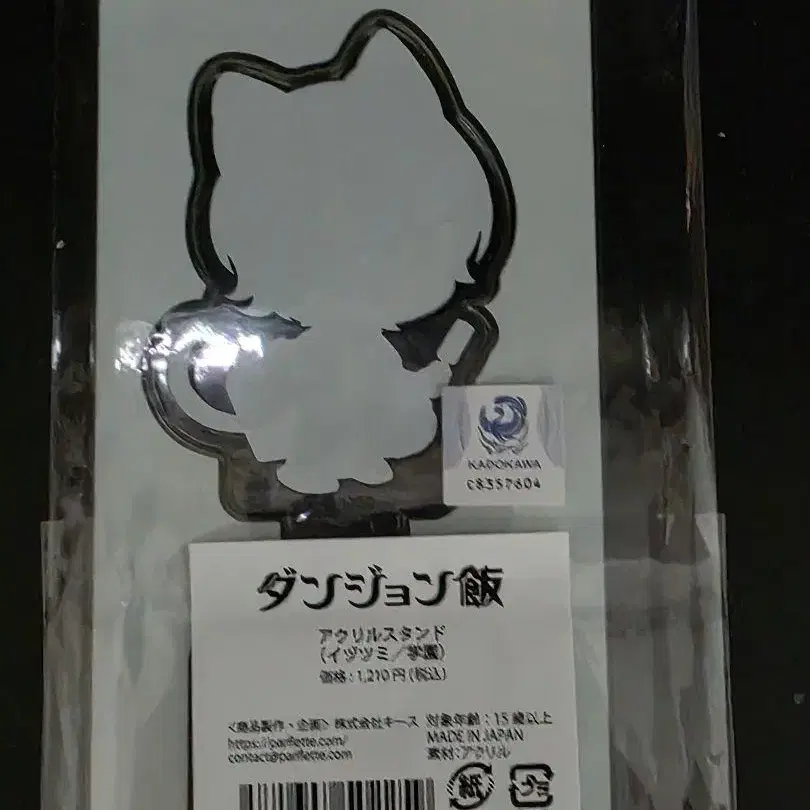 KADOKAWA
C8357604
ダンジョン飯
アクリルスタンド
(イヅツミ／学園)
価格：1,210円(税込)
<商品製作・企画> 株式会社キース 対象年齢：15歳以上
https://parflette.com/ MADE IN JAPAN
contact@parflette.com 素材：アクリル
紙